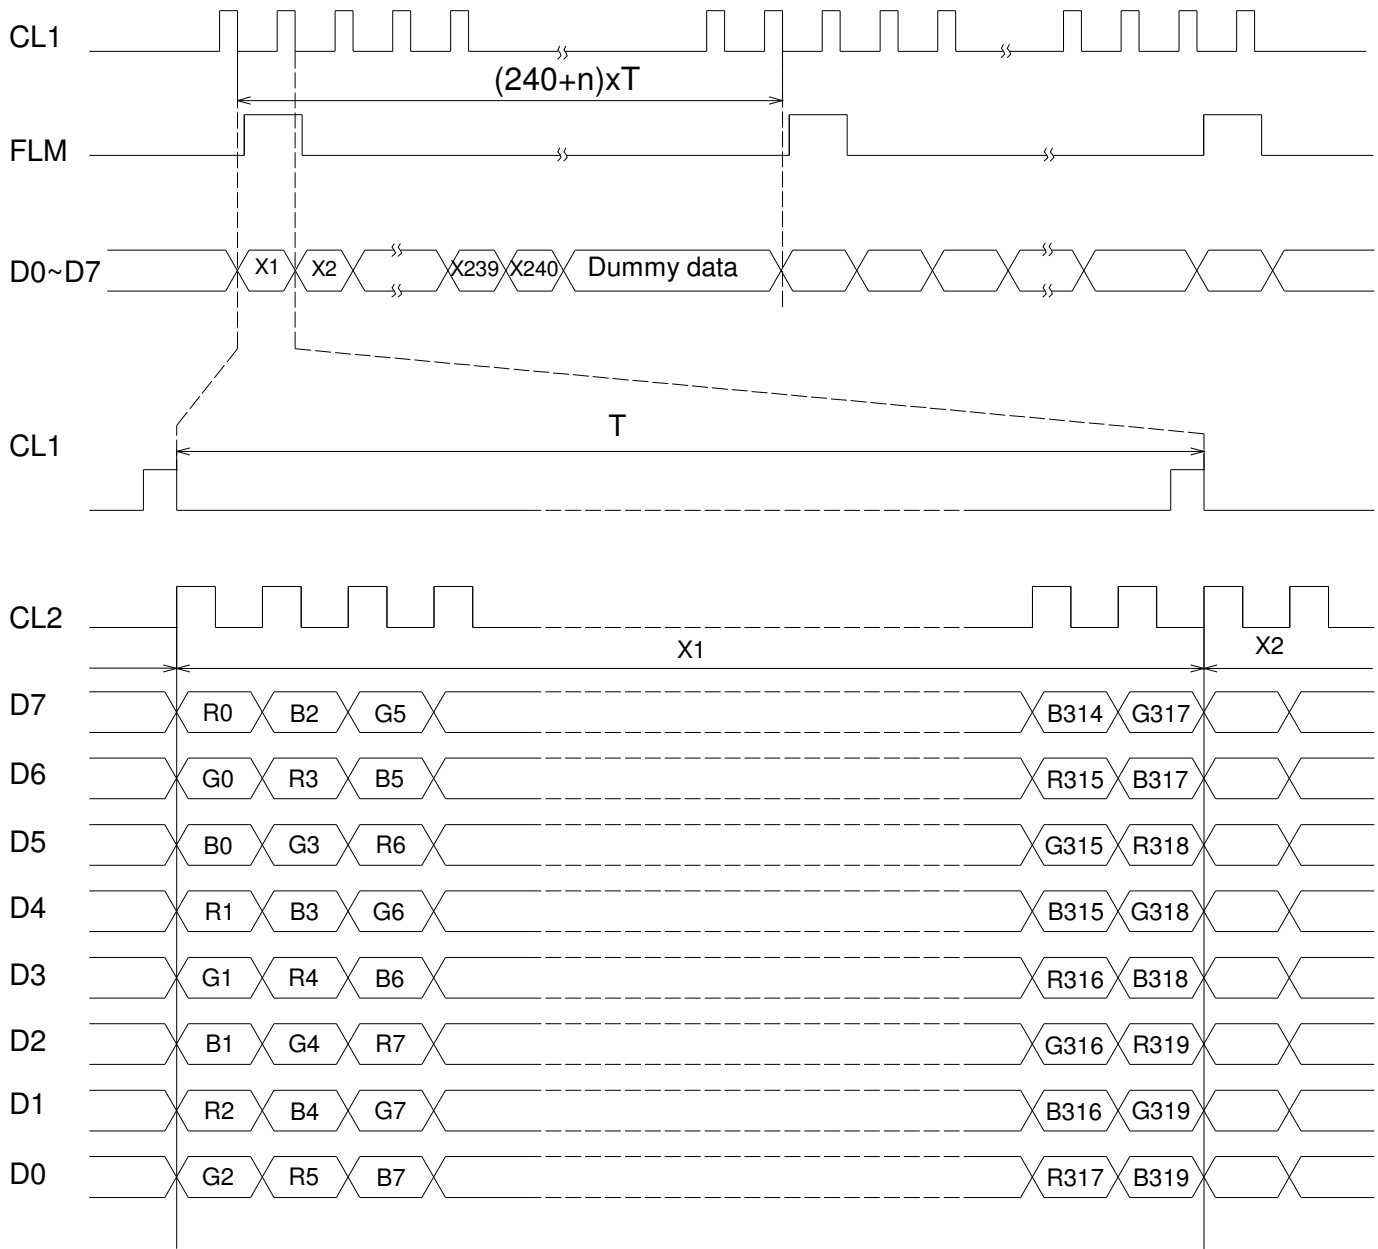 CL1
(240+n)xT
FLM
D0~D7 X1 X2 X239 X240 Dummy data
T
CL1
CL2
X1 X2
D7 R0 B2 G5 B314 G317
D6 G0 R3 B5 R315 B317
D5 B0 G3 R6 G315 R318
D4 R1 B3 G6 B315 G318
D3 G1 R4 B6 R316 B318
D2 B1 G4 R7 G316 R319
D1 R2 B4 G7 B316 G319
D0 G2 R5 B7 R317 B319